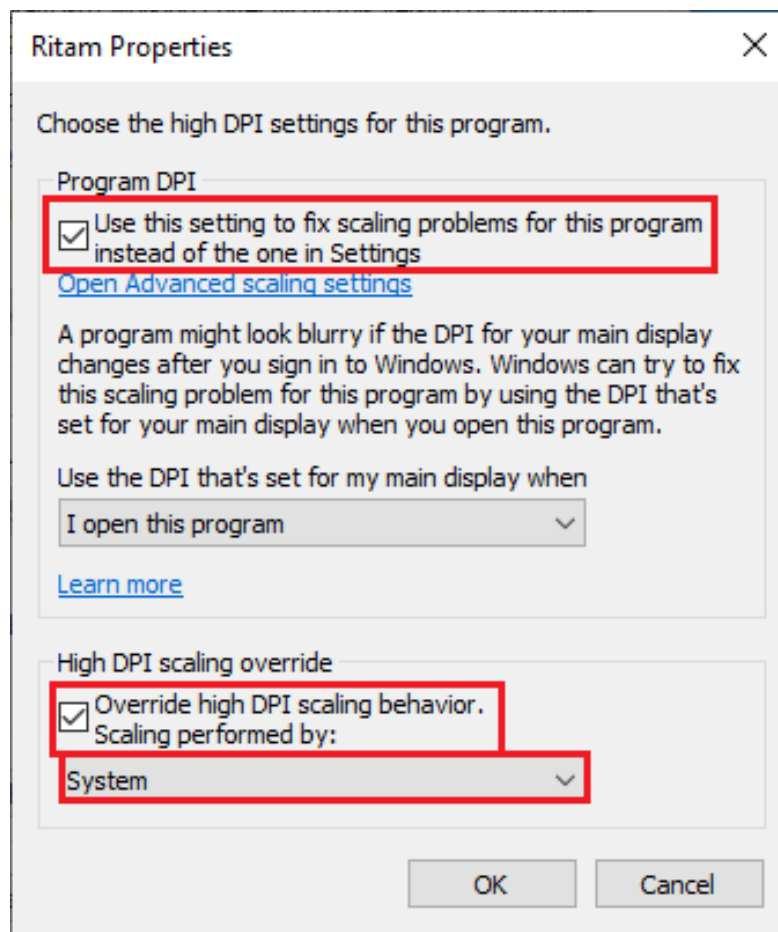 Ritam Properties
Choose the high DPI settings for this program.
Program DPI
Use this setting to fix scaling problems for this program
instead of the one in Settings
Open Advanced scaling settings
A program might look blurry if the DPI for your main display
changes after you sign in to Windows. Windows can try to fix
this scaling problem for this program by using the DPI that's
set for your main display when you open this program.
Use the DPI that's set for my main display when
I open this program
Learn more
High DPI scaling override
Override high DPI scaling behavior.
Scaling performed by:
System
OK Cancel